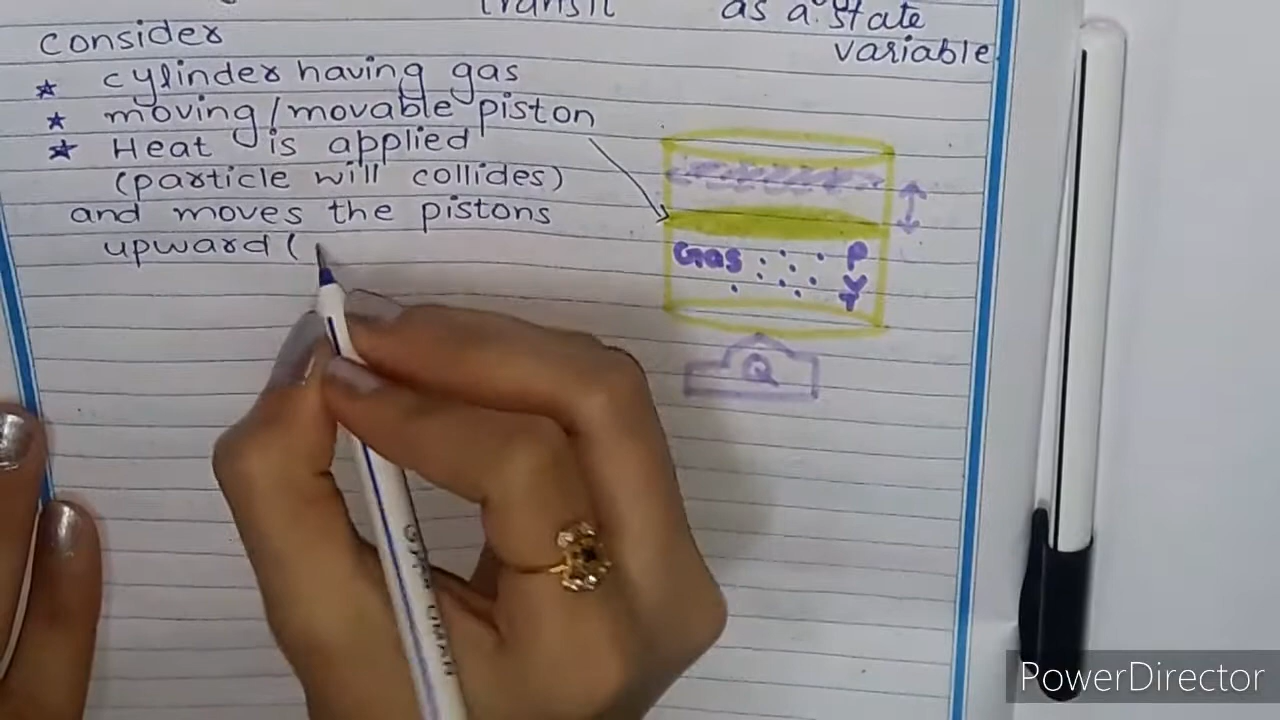 transit as a state
consider variable
★ cylinder having gas
★ moving/movable piston
★ Heat is applied
(particle will collides)
and moves the pistons
upward (
Gas P
V
T
Q
PowerDirector